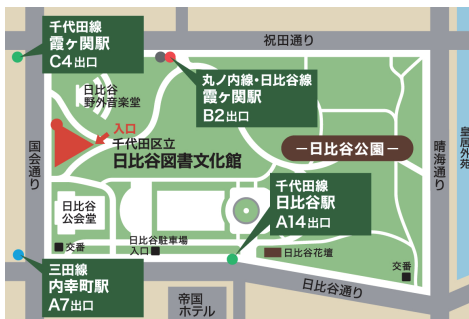 千代田線
霞ヶ関駅
C4出口
祝田通り
丸ノ内線・日比谷線
霞ヶ関駅
B2出口
日比谷
野外音楽堂
入口
千代田区立
日比谷図書文化館
国会通り
ー日比谷公園ー
晴海通り
皇居外苑
千代田線
日比谷駅
A14出口
日比谷
公会堂
交番
日比谷駐車場
入口
日比谷花壇
交番
三田線
内幸町駅
A7出口
日比谷通り
帝国
ホテル